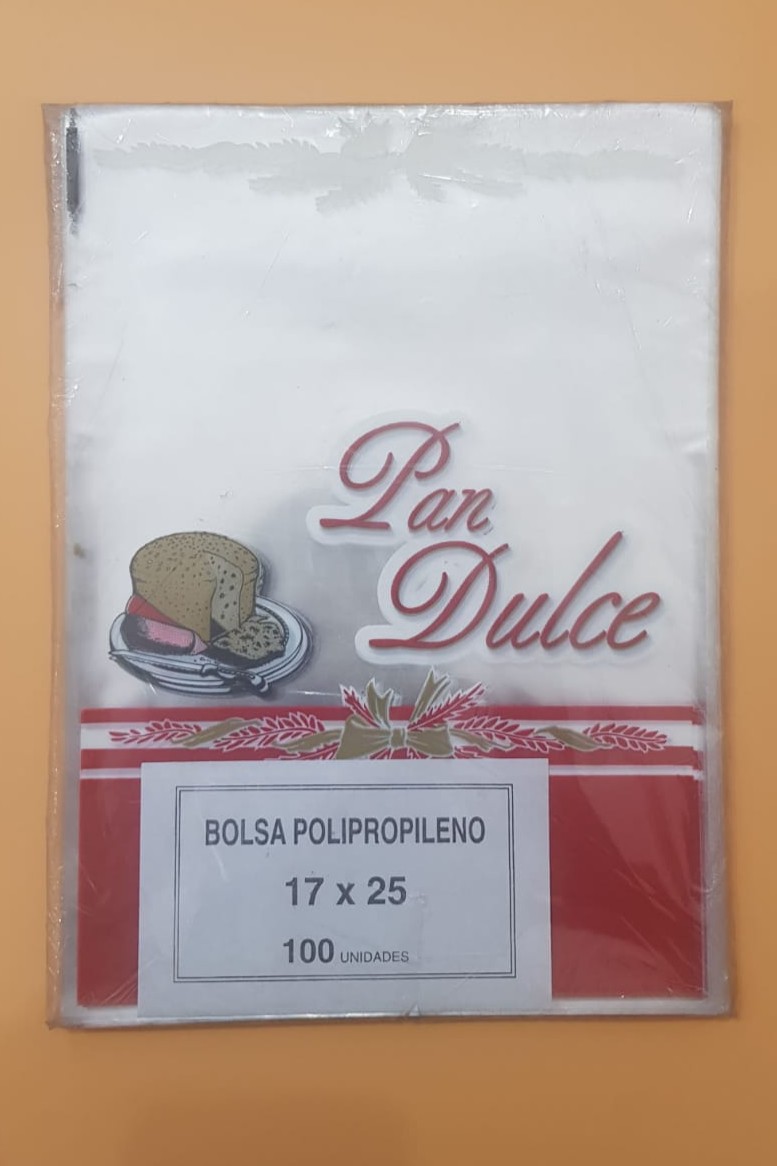 Pan
Dulce
BOLSA POLIPROPILENO
17 x 25
100 UNIDADES